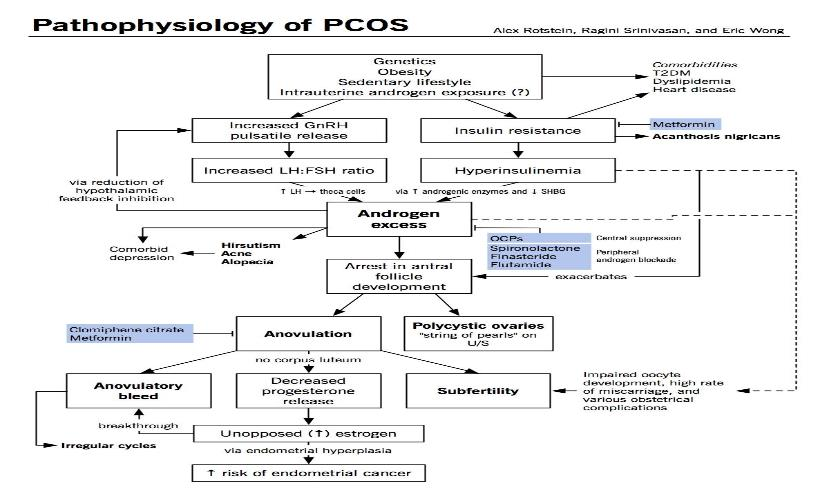 Pathophysiology of PCOS
Alex Rotstein, Ragini Srinivasan, and Eric Wong
Genetics
Obesity
Sedentary lifestyle
Intrauterine androgen exposure (?)
Comorbidities
T2DM
Dyslipidemia
Heart disease
Increased GnRH
pulsatile release
Insulin resistance
Metformin
Acanthosis nigricans
Increased LH:FSH ratio
Hyperinsulinemia
via reduction of
hypothalamic
feedback inhibition
↑ LH → theca cells
via ↑ androgenic enzymes and ↓ SHBG
Androgen
excess
Comorbid
depression
Hirsutism
Acne
Alopecia
OCPs
Central suppression
Spironolactone
Finasteride
Flutamide
Peripheral
androgen blockade
Arrest in antral
follicle
development
exacerbates
Clomiphene citrate
Metformin
Anovulation
Polycystic ovaries
"string of pearls" on
U/S
no corpus luteum
Anovulatory
bleed
Decreased
progesterone
release
Subfertility
Impaired oocyte
development, high rate
of miscarriage, and
various obstetrical
complications
breakthrough
Unopposed (↑) estrogen
Irregular cycles
via endometrial hyperplasia
↑ risk of endometrial cancer